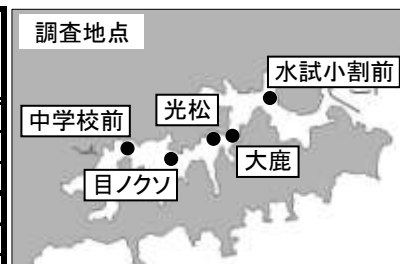 調査地点
水試小割前
光松
中学校前
大鹿
目ノクソ